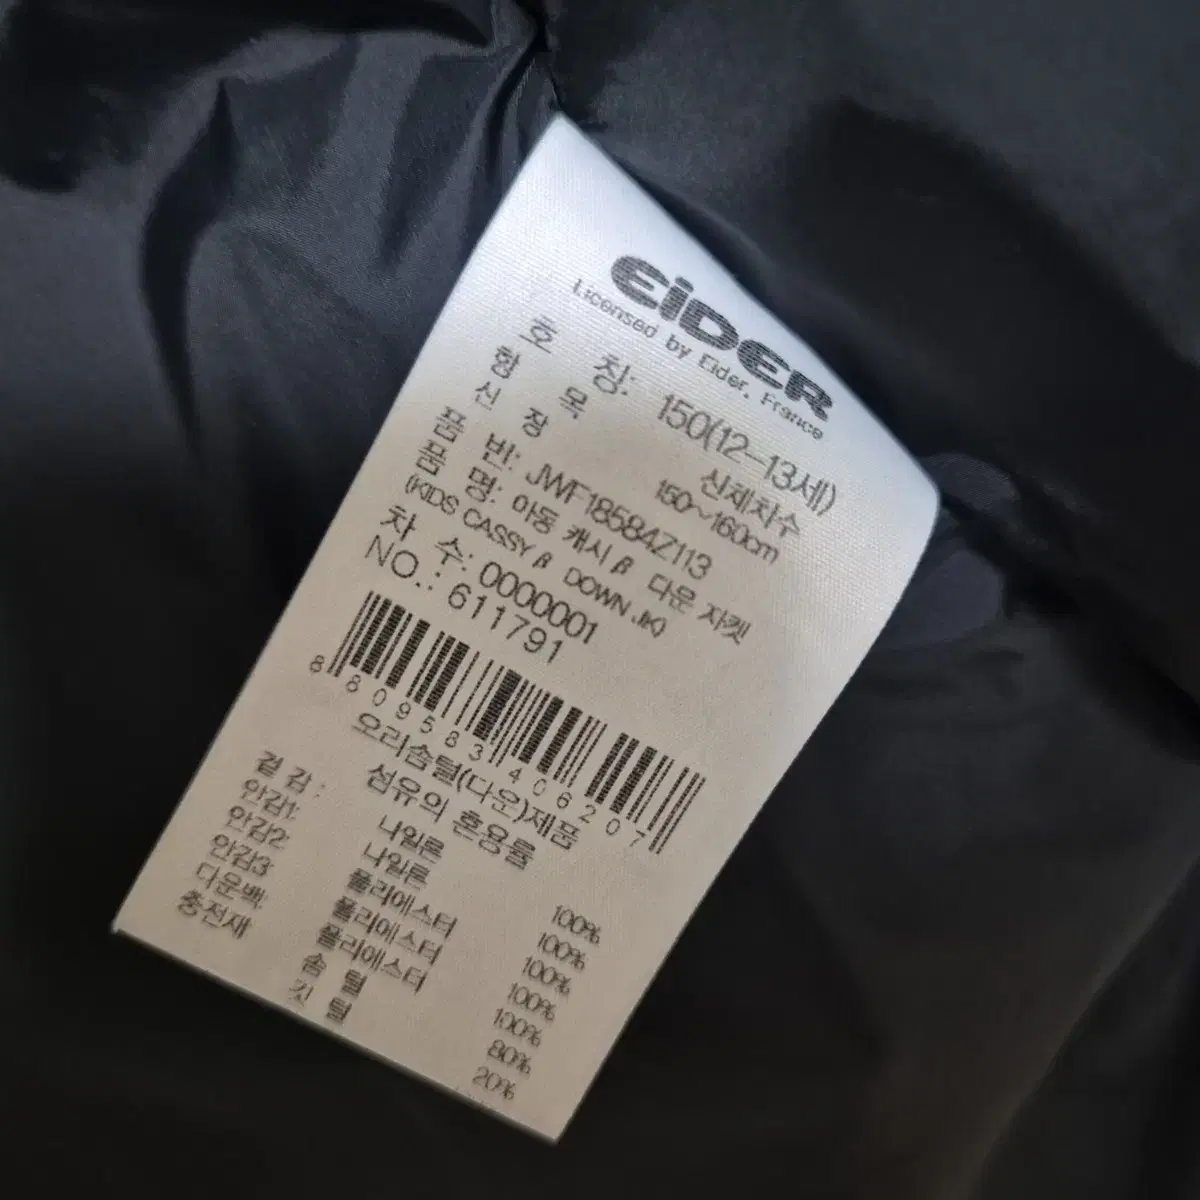 EiDER
Licensed by Eider, France
호 칭: 150(12-13세)
항 목 신체치수
신 장 150~160cm
품 번: JWF18584Z113
품 명: 아동 캐시 β 다운 자켓
(KIDS CASSY β DOWN JK)
차 수: 0000001
NO.: 611791
8 809583 406207
오리솜털(다운)제품
섬유의 혼용률
겉 감: 나일론 100%
안감1: 나일론 100%
안감2: 폴리에스터 100%
안감3: 폴리에스터 100%
다운백: 폴리에스터 100%
충전재 솜 털 80%
깃 털 20%